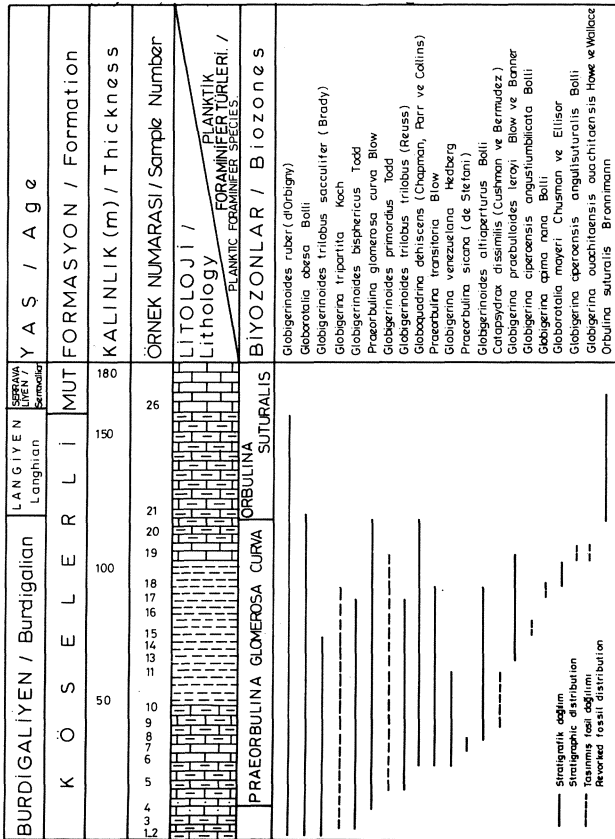 YAŞ / Age
FORMASYON / Formation
KALINLIK (m) / Thickness
ÖRNEK NUMARASI / Sample Number
LİTOLOJİ /
Lithology
PLANKTİK
FORAMİNİFER TÜRLERİ. /
PLANKTIC FORAMINIFER SPECIES.
BİYOZONLAR / Biozones
Globigerinoides ruber (d'Orbigny)
Globorotalia obesa Bolli
Globigerinoides trilobus sacculifer (Brady)
Globigerina tripartita Koch
Globigerinoides bisphericus Todd
Praeorbulina glomerosa curva Blow
Globigerinoides primordius Todd
Globigerinoides trilobus trilobus (Reuss)
Globoquadrina dehiscens (Chapman, Parr ve Collins)
Praeorbulina transitoria Blow
Globigerina venezuelana Hedberg
Praeorbulina sicana (de Stefani)
Globigerinoides altiaperturus Bolli
Catapsydrax dissimilis (Cushman ve Bermudez)
Globigerina praebulloides leroyi Blow ve Banner
Globigerina ciperoensis angustiumbilicata Bolli
Globigerina opima nana Bolli
Globorotalia mayeri Chusman ve Ellisor
Globigerina ciperoensis angulisuturalis Bolli
Globigerina ouachitaensis ouachitaensis Howe ve Wallace
Orbulina suturalis Bronnimann
SERRAVA
LİYEN /
Serravalian
LANGİYEN
Langhian
BURDİGALİYEN / Burdigalian
MUT
KÖSELERLİ
180
150
100
50
26
21
20
19
18
17
16
15
14
13
11
10
9
8
7
6
5
4
3
1,2
ORBULINA
SUTURALIS
PRAEORBULINA GLOMEROSA CURVA
Stratigrafik dağılım
Stratigraphic distribution
Taşınmış fosil dağılımı
Revorked fossil distribution